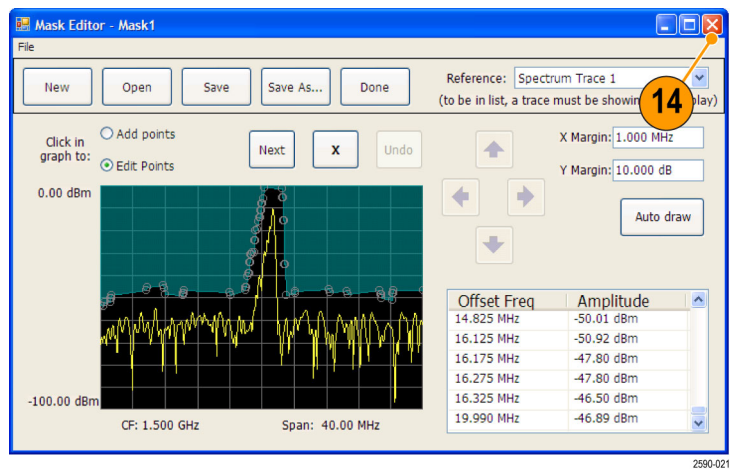 Mask Editor - Mask1
File
New
Open
Save
Save As...
Done
Reference: Spectrum Trace 1
(to be in list, a trace must be showing play)
14
Click in graph to:
Add points
Edit Points
Next
X
Undo
X Margin: 1.000 MHz
Y Margin: 10.000 dB
Auto draw
0.00 dBm
-100.00 dBm
CF: 1.500 GHz
Span: 40.00 MHz
Offset Freq Amplitude
14.825 MHz -50.01 dBm
16.125 MHz -50.92 dBm
16.175 MHz -47.80 dBm
16.275 MHz -47.80 dBm
16.325 MHz -46.50 dBm
19.990 MHz -46.89 dBm
2590-021